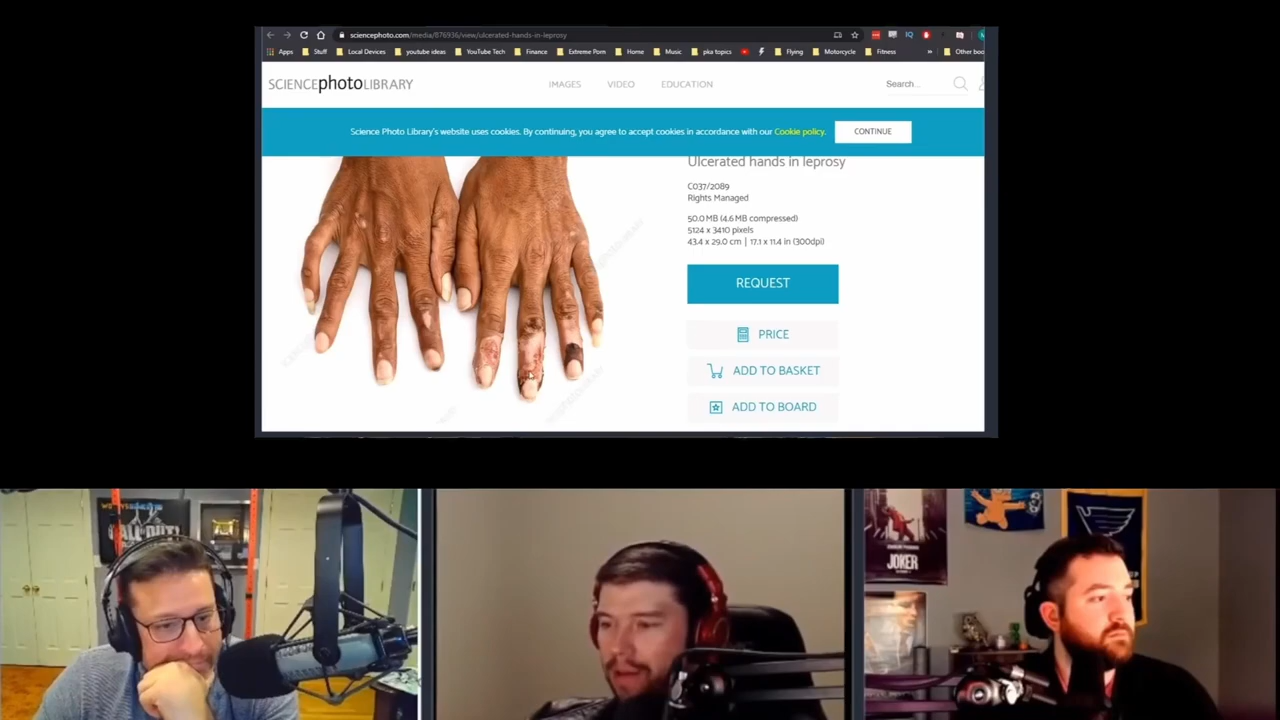 sciencephoto.com/media/876936/view/ulcerated-hands-in-leprosy
Apps Stuff Local Devices youtube ideas YouTube Tech Finance Extreme Porn Home Music pka topics Flying Motorcycle Fitness » Other boo
SCIENCEphotoLIBRARY IMAGES VIDEO EDUCATION Search...
Science Photo Library's website uses cookies. By continuing, you agree to accept cookies in accordance with our Cookie policy. CONTINUE
Ulcerated hands in leprosy
C037/2089
Rights Managed
50.0 MB (4.6 MB compressed)
5124 x 3410 pixels
43.4 x 29.0 cm | 17.1 x 11.4 in (300dpi)
REQUEST
PRICE
ADD TO BASKET
ADD TO BOARD
CALL OF DUTY
JOKER